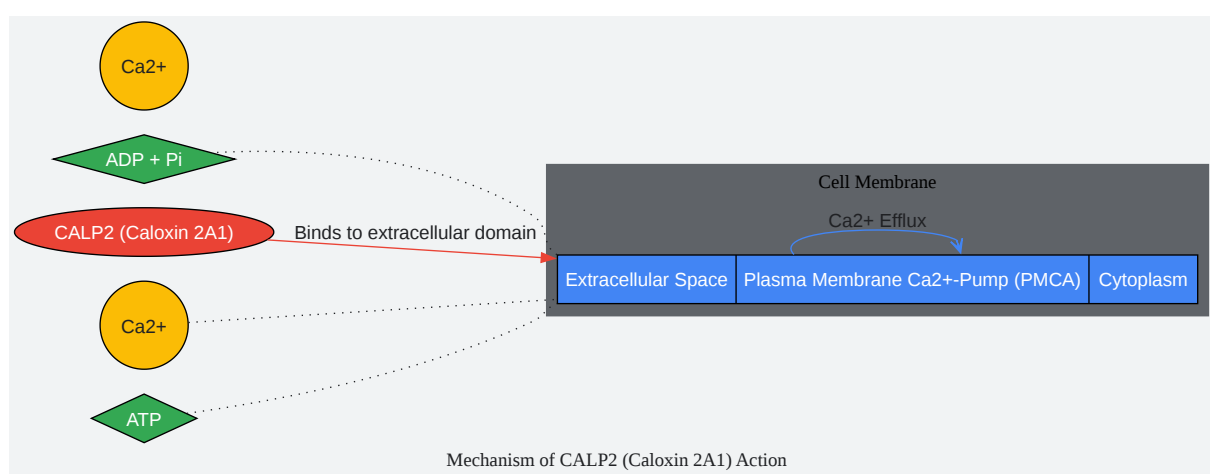 Ca2+
ADP + Pi
CALP2 (Caloxin 2A1)
Ca2+
ATP
Binds to extracellular domain
Cell Membrane
Ca2+ Efflux
Extracellular Space
Plasma Membrane Ca2+-Pump (PMCA)
Cytoplasm
Mechanism of CALP2 (Caloxin 2A1) Action